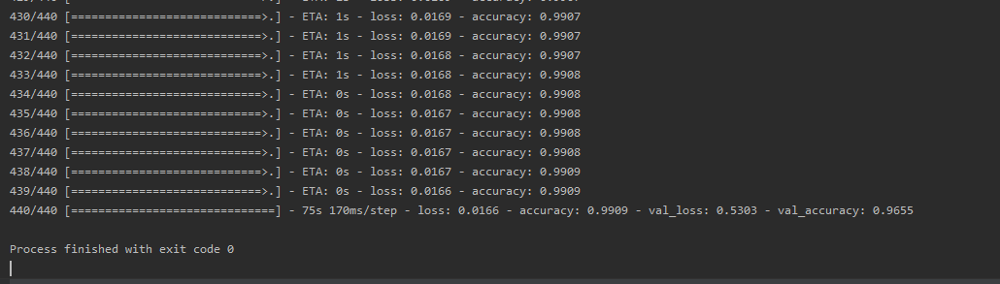 430/440 [============================>.] - ETA: 1s - loss: 0.0169 - accuracy: 0.9907
431/440 [============================>.] - ETA: 1s - loss: 0.0169 - accuracy: 0.9907
432/440 [============================>.] - ETA: 1s - loss: 0.0168 - accuracy: 0.9907
433/440 [============================>.] - ETA: 1s - loss: 0.0168 - accuracy: 0.9908
434/440 [============================>.] - ETA: 0s - loss: 0.0168 - accuracy: 0.9908
435/440 [============================>.] - ETA: 0s - loss: 0.0167 - accuracy: 0.9908
436/440 [============================>.] - ETA: 0s - loss: 0.0167 - accuracy: 0.9908
437/440 [============================>.] - ETA: 0s - loss: 0.0167 - accuracy: 0.9908
438/440 [============================>.] - ETA: 0s - loss: 0.0167 - accuracy: 0.9909
439/440 [============================>.] - ETA: 0s - loss: 0.0166 - accuracy: 0.9909
440/440 [==============================] - 75s 170ms/step - loss: 0.0166 - accuracy: 0.9909 - val_loss: 0.5303 - val_accuracy: 0.9655
Process finished with exit code 0